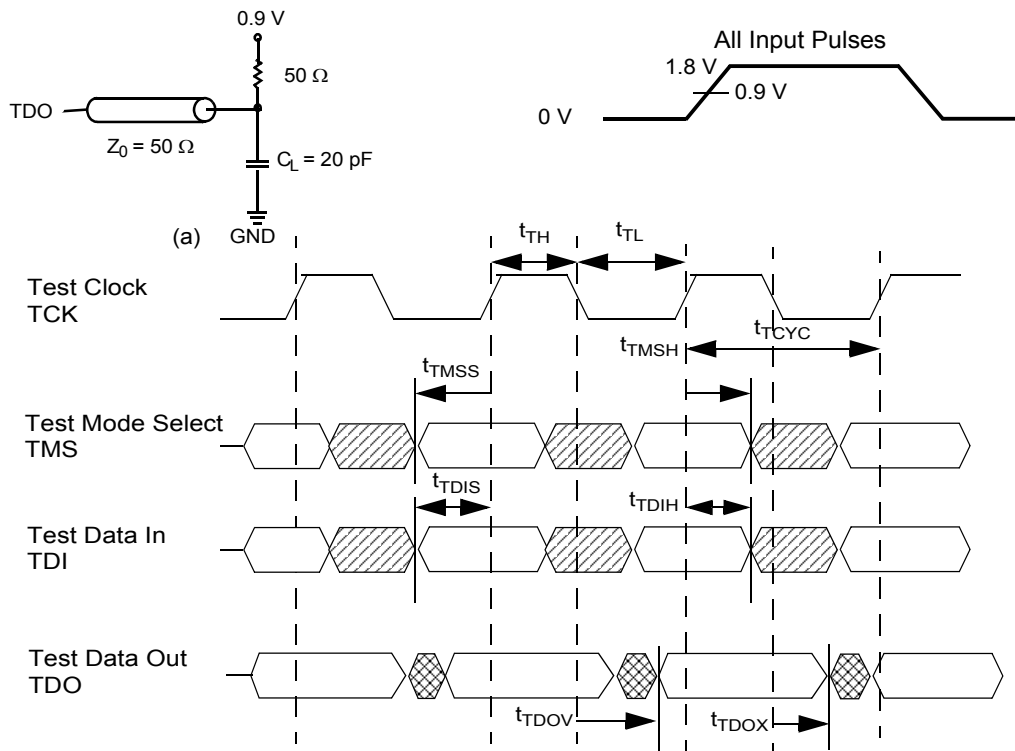 0.9 V
All Input Pulses
50 Ω
1.8 V
0.9 V
TDO
0 V
Z0 = 50 Ω
CL = 20 pF
(a)
GND
tTH
tTL
Test Clock
TCK
tTMSH
tTCYC
tTMSS
Test Mode Select
TMS
tTDIS
tTDIH
Test Data In
TDI
Test Data Out
TDO
tTDOV
tTDOX